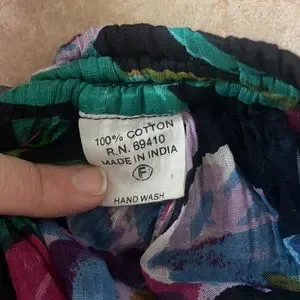 100% COTTON
R.N. 69410
MADE IN INDIA
F
HAND WASH